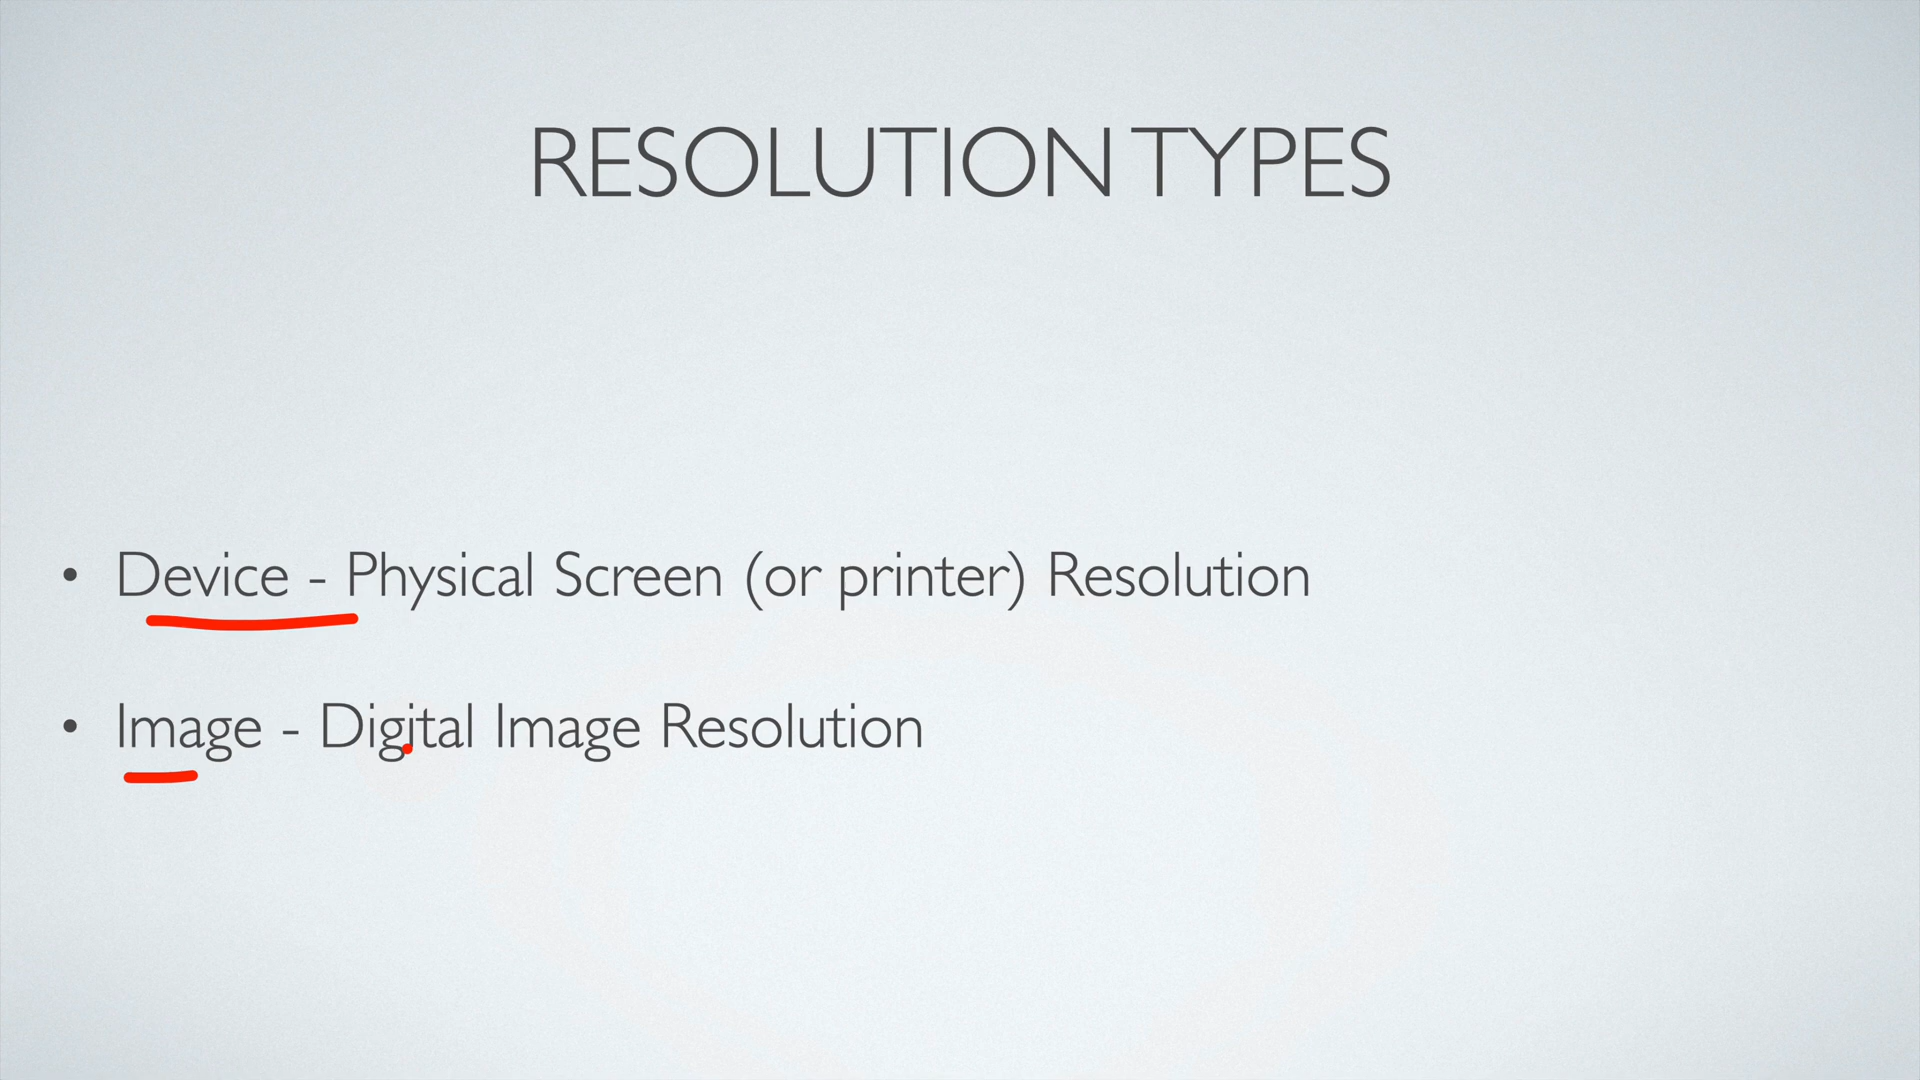 RESOLUTION TYPES
• Device - Physical Screen (or printer) Resolution
• Image - Digital Image Resolution